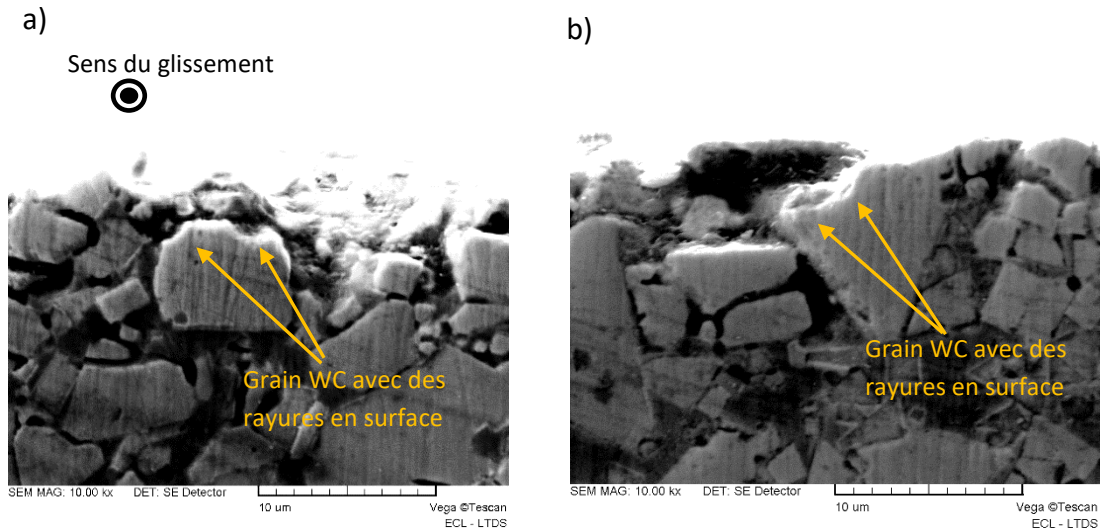 a)
Sens du glissement
Grain WC avec des
rayures en surface
SEM MAG: 10.00 kx DET: SE Detector
10 um
Vega ©Tescan
ECL - LTDS
b)
Grain WC avec des
rayures en surface
SEM MAG: 10.00 kx DET: SE Detector
10 um
Vega ©Tescan
ECL - LTDS